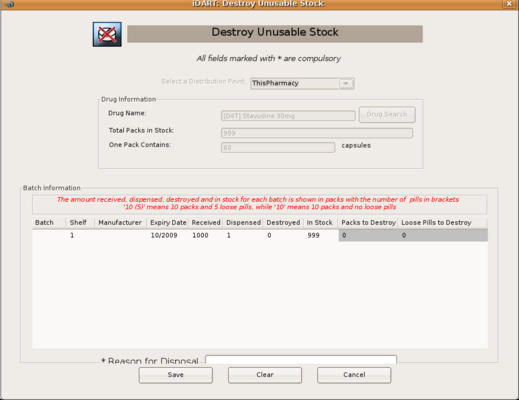 iDART: Destroy Unusable Stock
Destroy Unusable Stock
All fields marked with * are compulsory
Select a Distribution Point: ThisPharmacy
Drug Information
Drug Name: [D4T] Stavudine 30mg Drug Search
Total Packs in Stock: 999
One Pack Contains: 60 capsules
Batch Information
The amount received, dispensed, destroyed and in stock for each batch is shown in packs with the number of pills in brackets
'10 (5)' means 10 packs and 5 loose pills, while '10' means 10 packs and no loose pills
Batch Shelf Manufacturer Expiry Date Received Dispensed Destroyed In Stock Packs to Destroy Loose Pills to Destroy
1 10/2009 1000 1 0 999 0 0
* Reason for Disposal
Save Clear Cancel